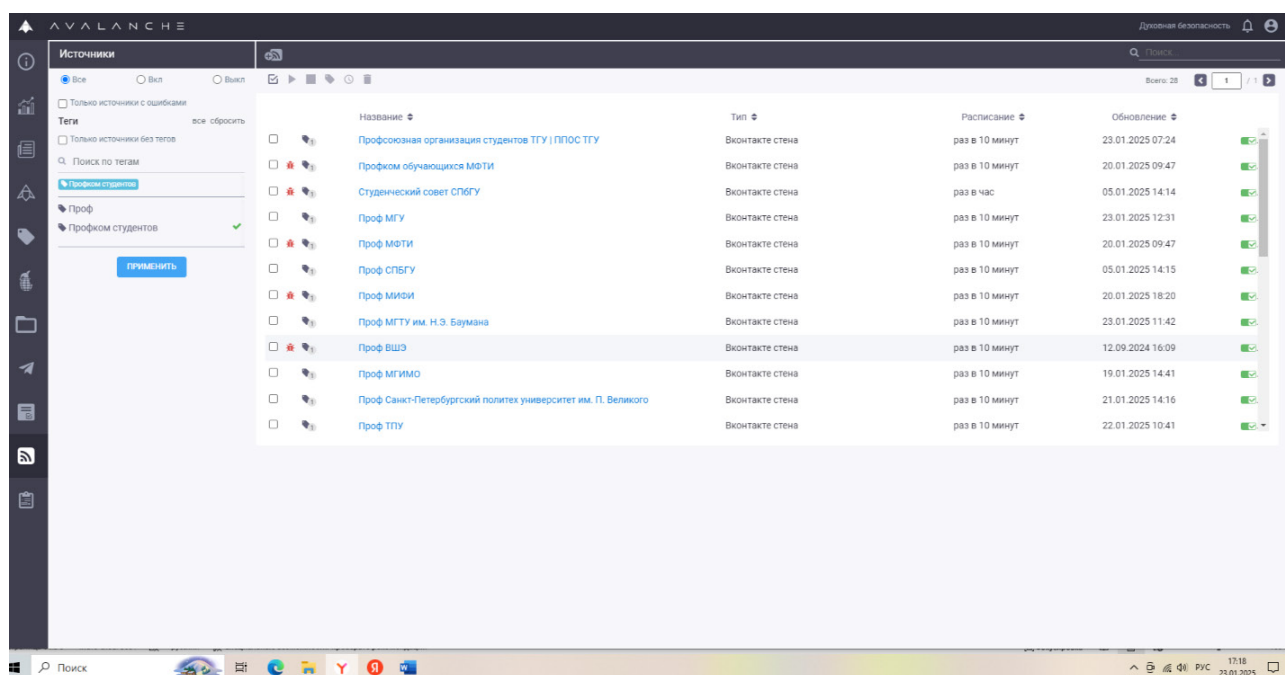 AVALANCHE
Духовная безопасность
Источники
Поиск...
Все Вкл Выкл
Всего: 28 1 / 1
Только источники с ошибками
Теги все сбросить
Только источники без тегов
Поиск по тегам
Профком студентов
Проф
Профком студентов
ПРИМЕНИТЬ
Название Тип Расписание Обновление
Профсоюзная организация студентов ТГУ | ППОС ТГУ Вконтакте стена раз в 10 минут 23.01.2025 07:24
Профком обучающихся МФТИ Вконтакте стена раз в 10 минут 20.01.2025 09:47
Студенческий совет СПбГУ Вконтакте стена раз в час 05.01.2025 14:14
Проф МГУ Вконтакте стена раз в 10 минут 23.01.2025 12:31
Проф МФТИ Вконтакте стена раз в 10 минут 20.01.2025 09:47
Проф СПБГУ Вконтакте стена раз в 10 минут 05.01.2025 14:15
Проф МИФИ Вконтакте стена раз в 10 минут 20.01.2025 18:20
Проф МГТУ им. Н.Э. Баумана Вконтакте стена раз в 10 минут 23.01.2025 11:42
Проф ВШЭ Вконтакте стена раз в 10 минут 12.09.2024 16:09
Проф МГИМО Вконтакте стена раз в 10 минут 19.01.2025 14:41
Проф Санкт-Петербургский политех университет им. П. Великого Вконтакте стена раз в 10 минут 21.01.2025 14:16
Проф ТПУ Вконтакте стена раз в 10 минут 22.01.2025 10:41
Поиск
РУС
17:18
23.01.2025